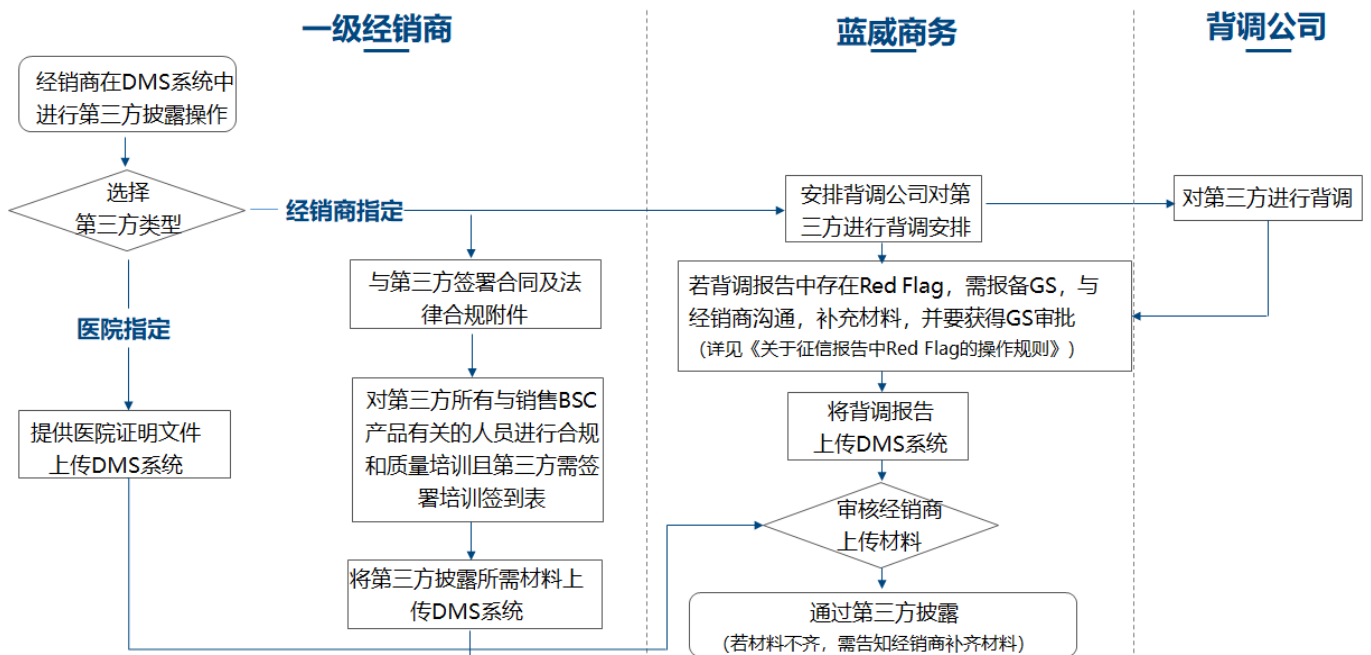 一级经销商
蓝威商务
背调公司
经销商在DMS系统中
进行第三方披露操作
选择
第三方类型
经销商指定
医院指定
提供医院证明文件
上传DMS系统
与第三方签署合同及法
律合规附件
对第三方所有与销售BSC
产品有关的人员进行合规
和质量培训且第三方需签
署培训签到表
将第三方披露所需材料上
传DMS系统
安排背调公司对第
三方进行背调安排
对第三方进行背调
若背调报告中存在Red Flag，需报备GS，与
经销商沟通，补充材料，并要获得GS审批
（详见《关于征信报告中Red Flag的操作规则》）
将背调报告
上传DMS系统
审核经销商
上传材料
通过第三方披露
（若材料不齐，需告知经销商补齐材料）